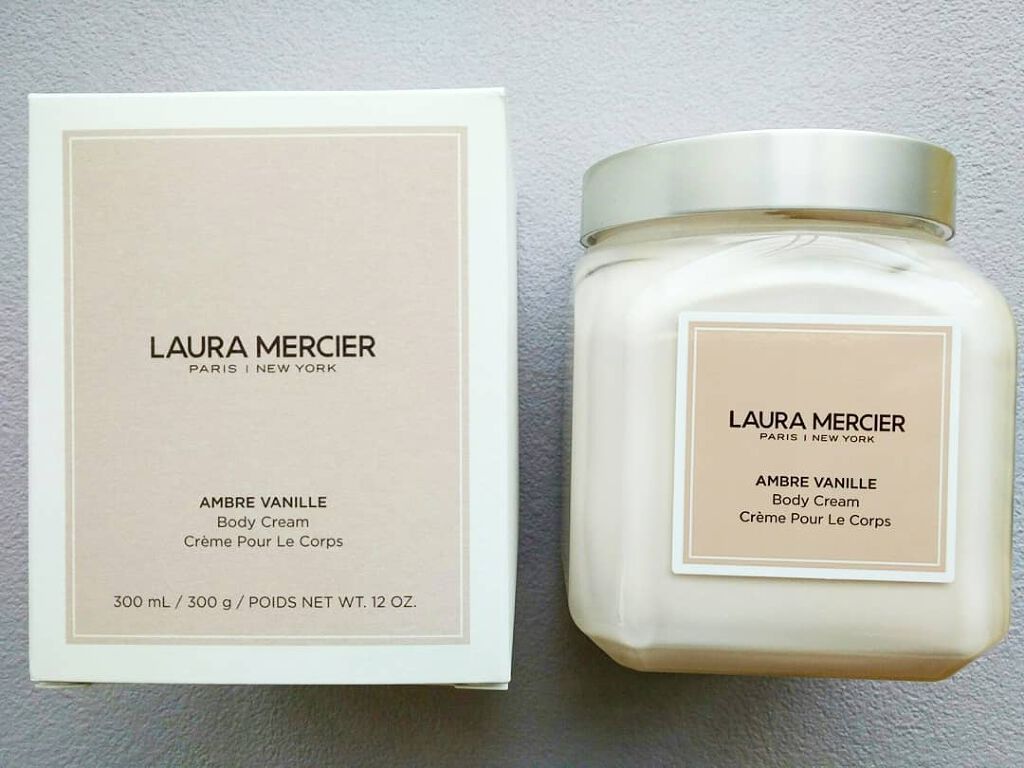 LAURA MERCIER
PARIS | NEW YORK
AMBRE VANILLE
Body Cream
Crème Pour Le Corps
300 mL / 300 g / POIDS NET WT. 12 OZ.
LAURA MERCIER
PARIS | NEW YORK
AMBRE VANILLE
Body Cream
Crème Pour Le Corps